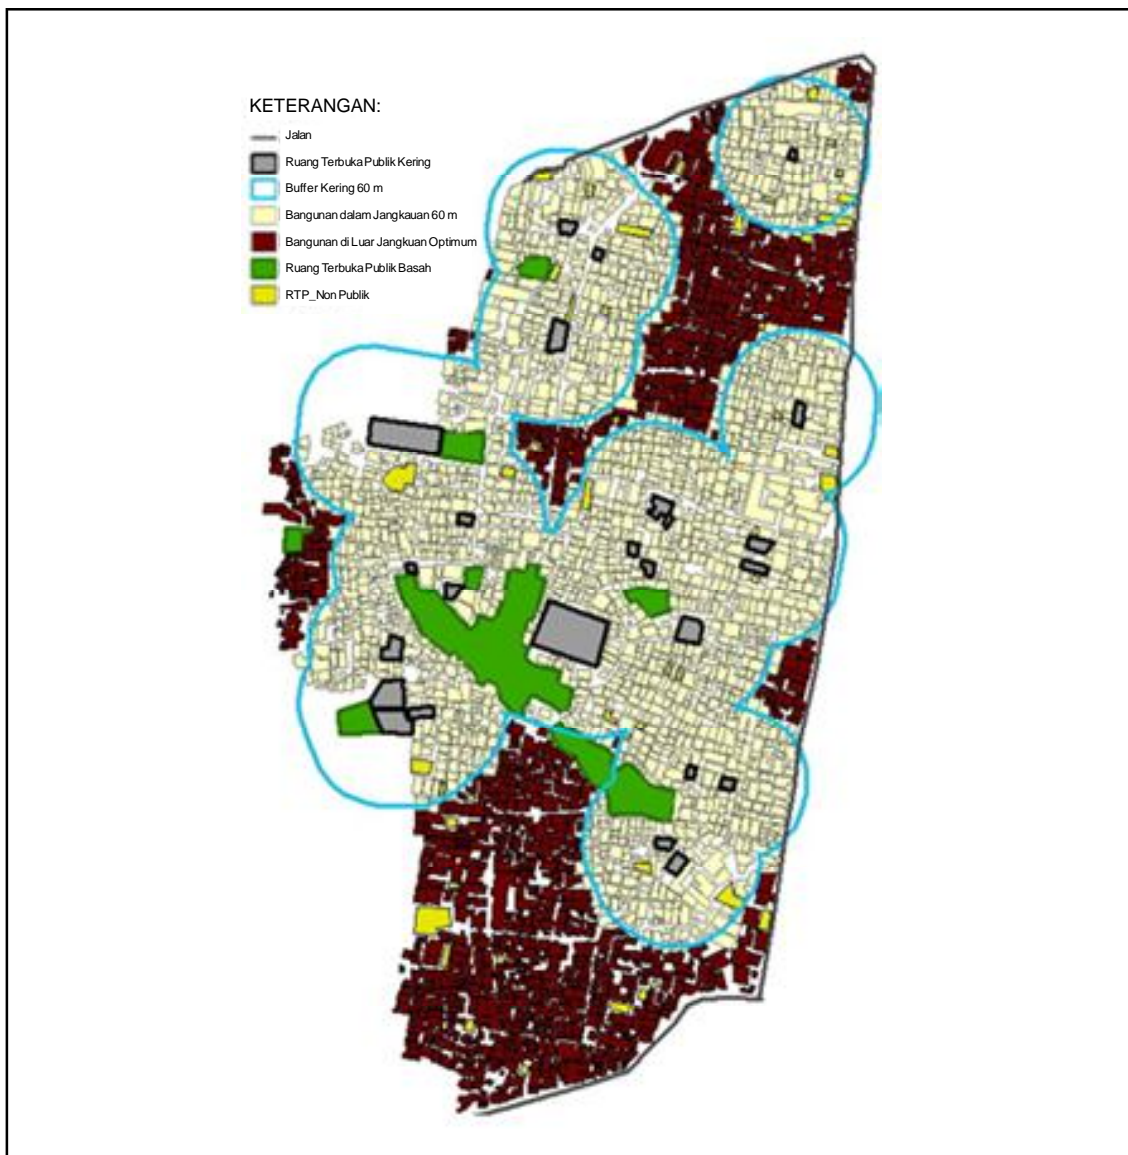 KETERANGAN:
Jalan
Ruang Terbuka Publik Kering
Buffer Kering 60 m
Bangunan dalam Jangkauan 60 m
Bangunan di Luar Jangkuan Optimum
Ruang Terbuka Publik Basah
RTP_Non Publik